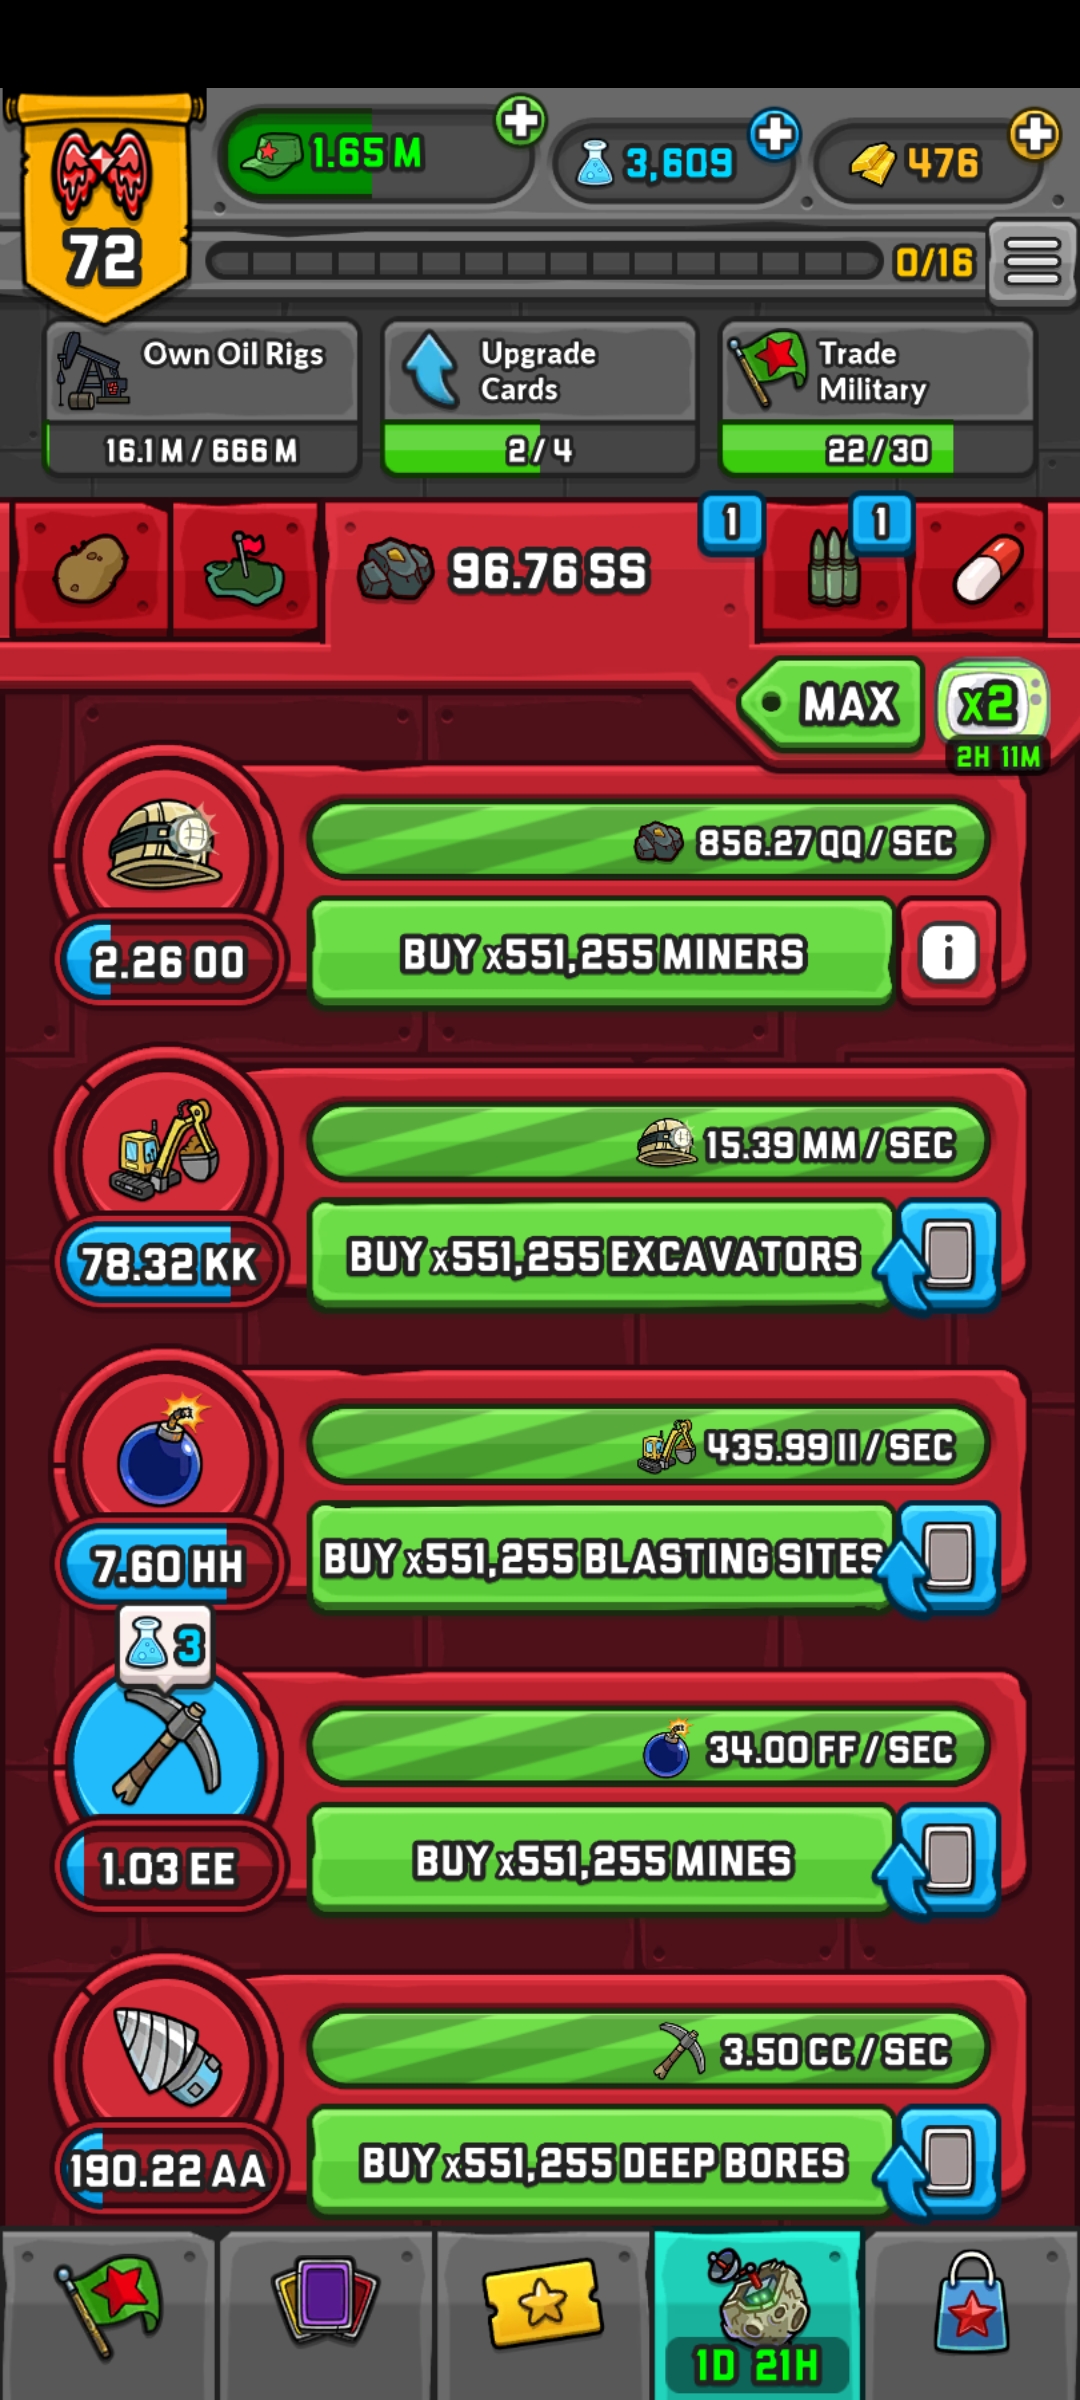 1.65 M
3,609
476
72
0/16
Own Oil Rigs
16.1 M / 666 M
Upgrade
Cards
2 / 4
Trade
Military
22 / 30
96.76 SS
1
1
MAX
x2
2H 11M
856.27 QQ / SEC
2.26 OO
BUY x551,255 MINERS
i
15.39 MM / SEC
78.32 KK
BUY x551,255 EXCAVATORS
435.99 II / SEC
7.60 HH
BUY x551,255 BLASTING SITES
3
34.00 FF / SEC
1.03 EE
BUY x551,255 MINES
3.50 CC / SEC
190.22 AA
BUY x551,255 DEEP BORES
1D 21H